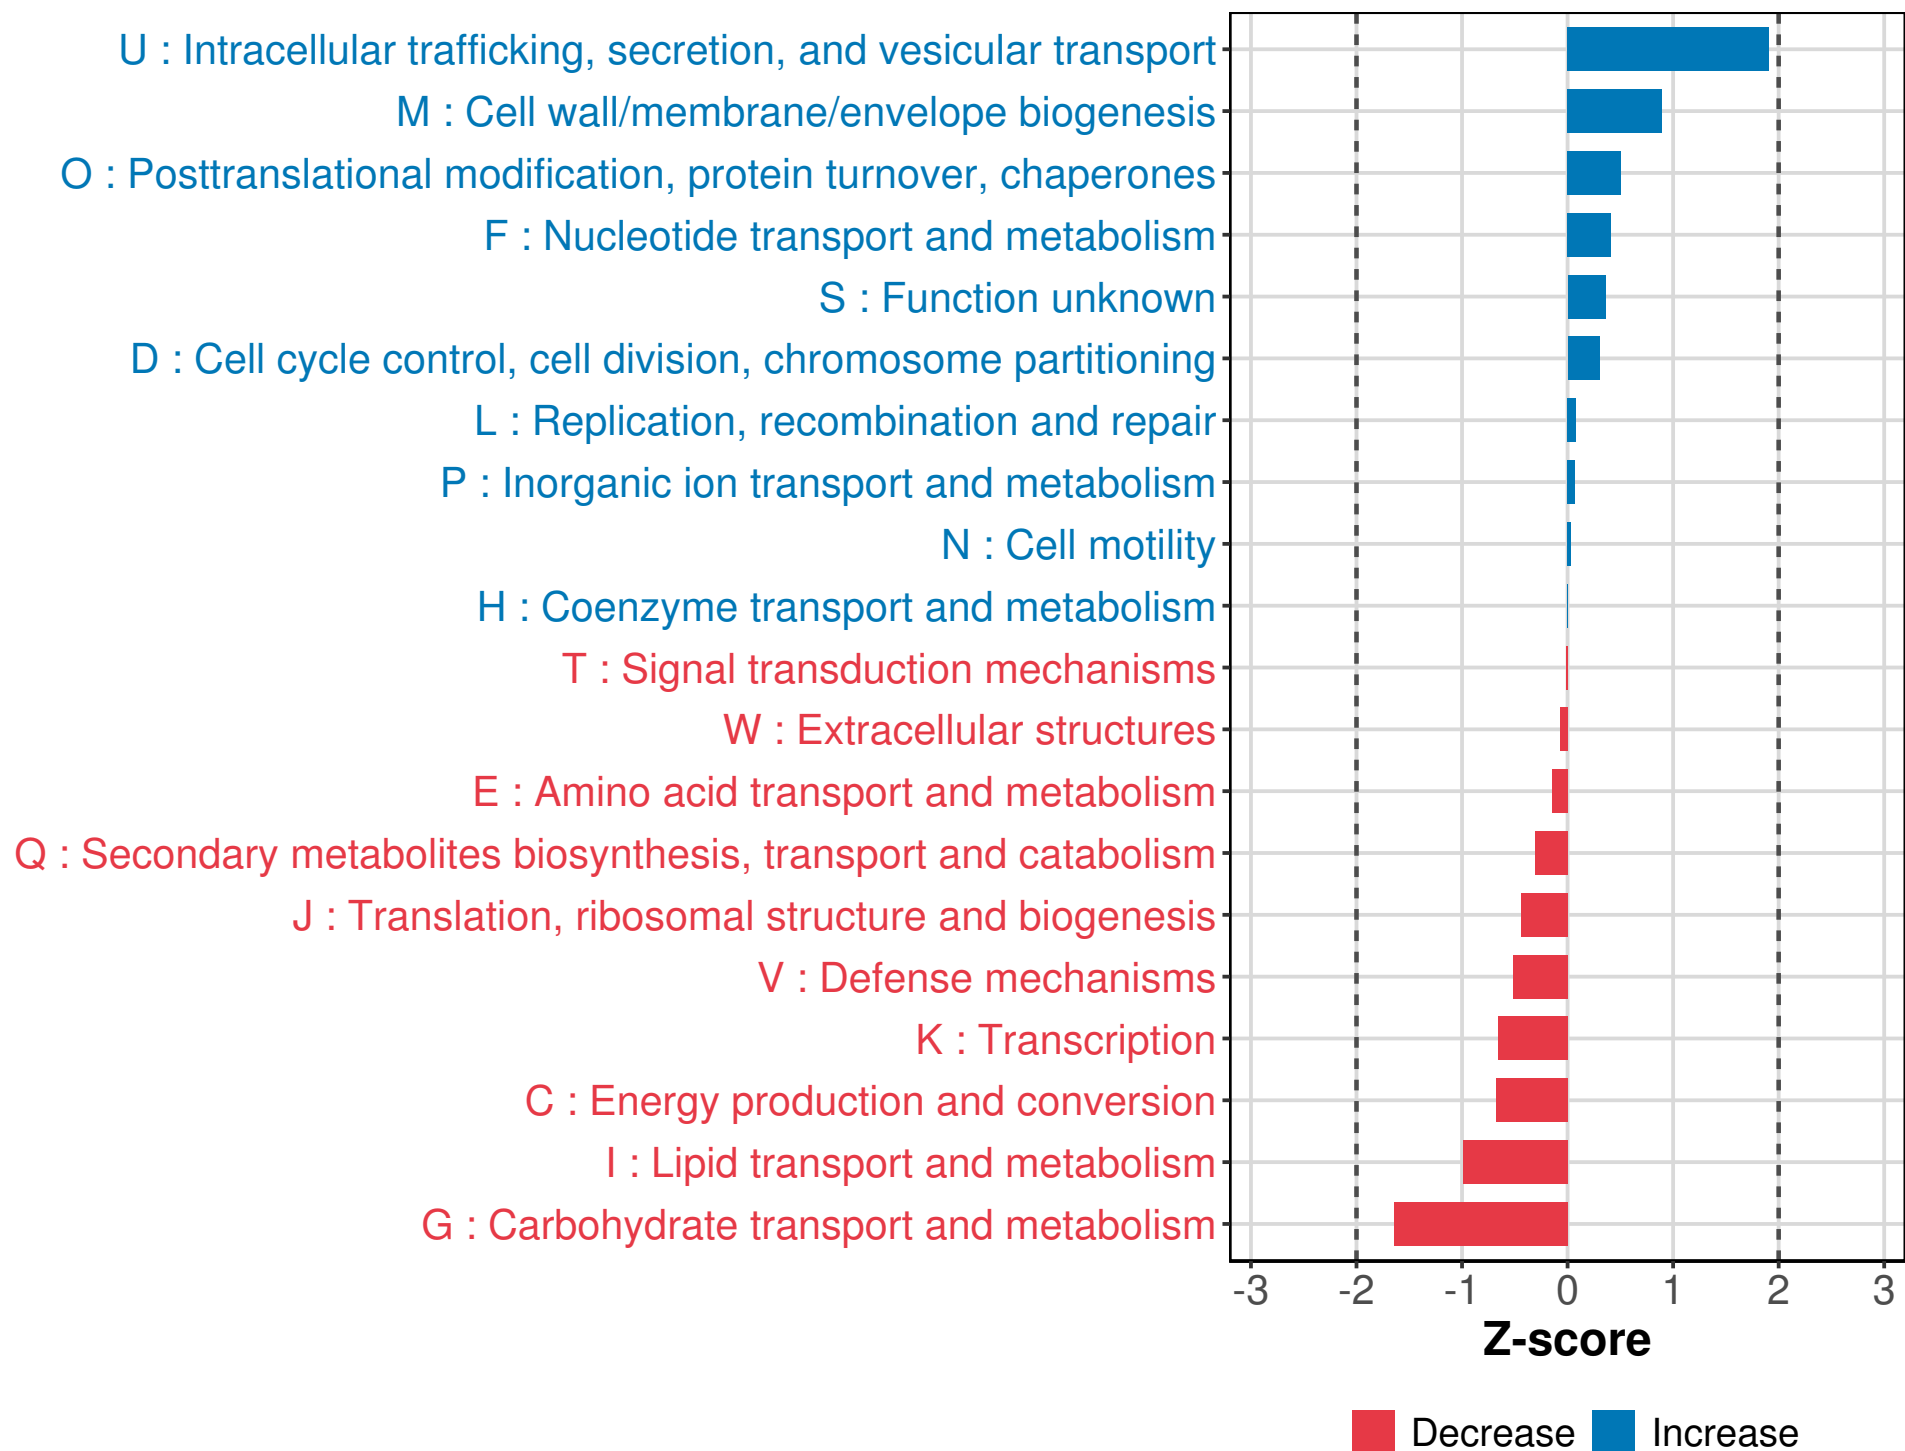 U : Intracellular trafficking, secretion, and vesicular transport
M : Cell wall/membrane/envelope biogenesis
O : Posttranslational modification, protein turnover, chaperones
F : Nucleotide transport and metabolism
S : Function unknown
D : Cell cycle control, cell division, chromosome partitioning
L : Replication, recombination and repair
P : Inorganic ion transport and metabolism
N : Cell motility
H : Coenzyme transport and metabolism
T : Signal transduction mechanisms
W : Extracellular structures
E : Amino acid transport and metabolism
Q : Secondary metabolites biosynthesis, transport and catabolism
J : Translation, ribosomal structure and biogenesis
V : Defense mechanisms
K : Transcription
C : Energy production and conversion
I : Lipid transport and metabolism
G : Carbohydrate transport and metabolism
-3 -2 -1 0 1 2 3
Z-score
Decrease Increase